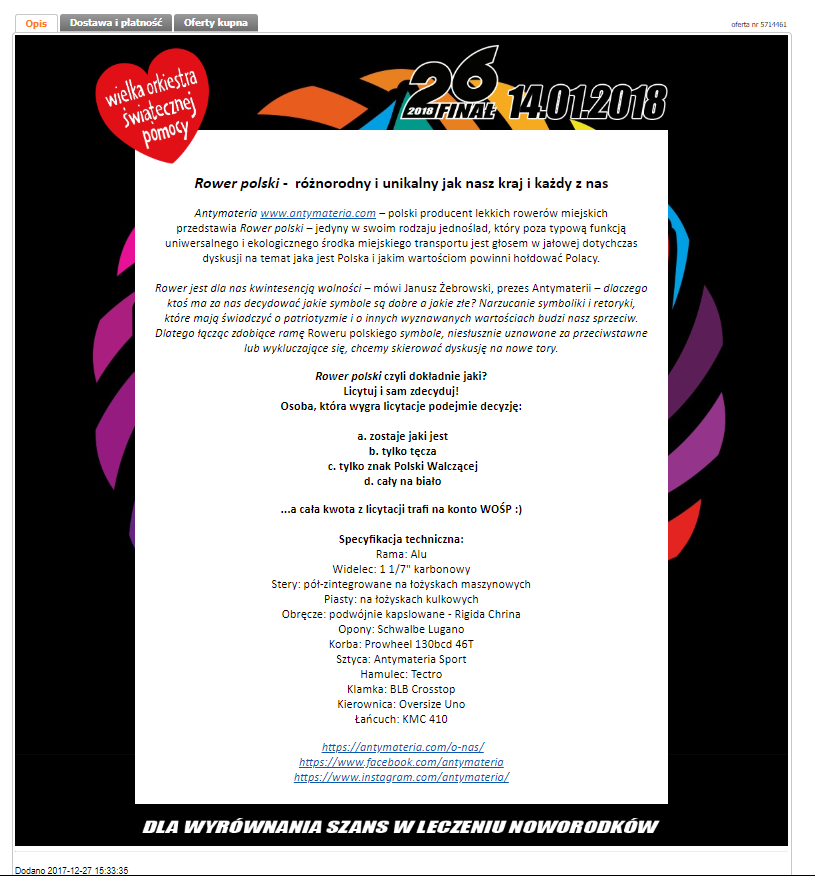 Opis
Dostawa i płatność
Oferty kupna
oferta nr 5714461
wielka orkiestra
świątecznej
pomocy
26
2018 FINAŁ 14.01.2018
Rower polski - różnorodny i unikalny jak nasz kraj i każdy z nas
Antymateria www.antymateria.com – polski producent lekkich rowerów miejskich
przedstawia Rower polski – jedyny w swoim rodzaju jednoślad, który poza typową funkcją
uniwersalnego i ekologicznego środka miejskiego transportu jest głosem w jałowej dotychczas
dyskusji na temat jaka jest Polska i jakim wartościom powinni hołdować Polacy.
Rower jest dla nas kwintesencją wolności – mówi Janusz Żebrowski, prezes Antymaterii – dlaczego
ktoś ma za nas decydować jakie symbole są dobre a jakie złe? Narzucanie symboliki i retoryki,
które mają świadczyć o patriotyzmie i o innych wyznawanych wartościach budzi nasz sprzeciw.
Dlatego łącząc zdobiące ramę Roweru polskiego symbole, niesłusznie uznawane za przeciwstawne
lub wykluczające się, chcemy skierować dyskusję na nowe tory.
Rower polski czyli dokładnie jaki?
Licytuj i sam zdecyduj!
Osoba, która wygra licytacje podejmie decyzję:
a. zostaje jaki jest
b. tylko tęcza
c. tylko znak Polski Walczącej
d. cały na biało
...a cała kwota z licytacji trafi na konto WOŚP :)
Specyfikacja techniczna:
Rama: Alu
Widelec: 1 1/7" karbonowy
Stery: pół-zintegrowane na łożyskach maszynowych
Piasty: na łożyskach kulkowych
Obręcze: podwójnie kapslowane - Rigida Chrina
Opony: Schwalbe Lugano
Korba: Prowheel 130bcd 46T
Sztyca: Antymateria Sport
Hamulec: Tectro
Klamka: BLB Crosstop
Kierownica: Oversize Uno
Łańcuch: KMC 410
https://antymateria.com/o-nas/
https://www.facebook.com/antymateria
https://www.instagram.com/antymateria/
DLA WYRÓWNANIA SZANS W LECZENIU NOWORODKÓW
Dodano 2017-12-27 15:33:35